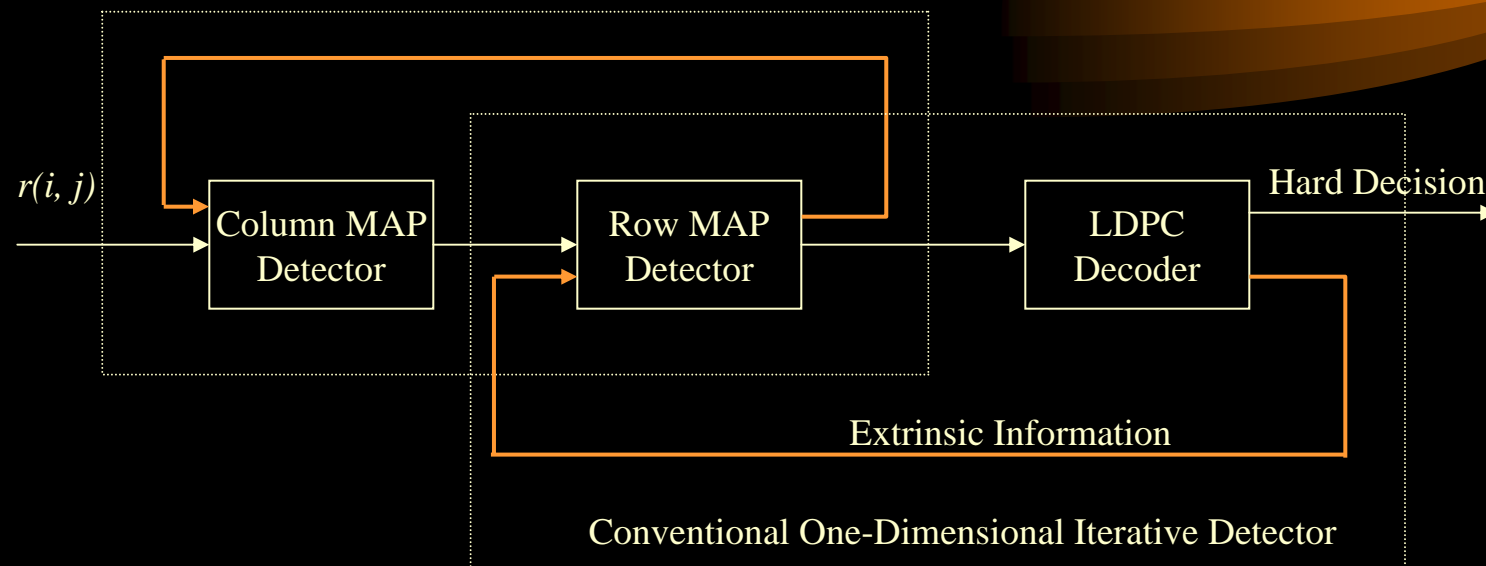 r(i, j)
Column MAP
Detector
Row MAP
Detector
LDPC
Decoder
Hard Decision
Extrinsic Information
Conventional One-Dimensional Iterative Detector